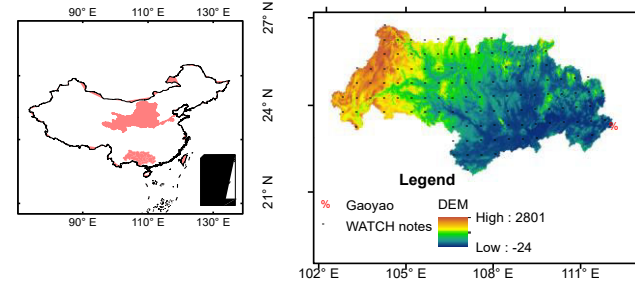 90° E 110° E 130° E
27° N
24° N
21° N
90° E 110° E 130° E
%
Legend
% Gaoyao
WATCH notes
DEM
High : 2801
Low : -24
102° E 105° E 108° E 111° E